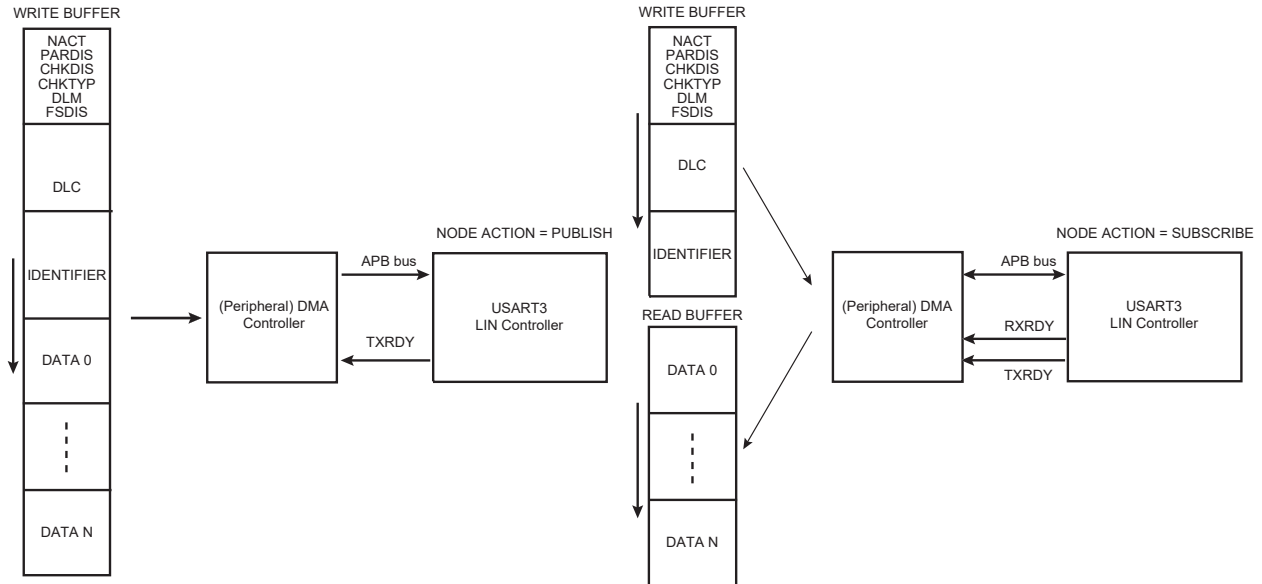 WRITE BUFFER
NACT
PARDIS
CHKDIS
CHKTYP
DLM
FSDIS
DLC
IDENTIFIER
DATA 0
DATA N
(Peripheral) DMA
Controller
APB bus
TXRDY
NODE ACTION = PUBLISH
USART3
LIN Controller
WRITE BUFFER
NACT
PARDIS
CHKDIS
CHKTYP
DLM
FSDIS
DLC
IDENTIFIER
READ BUFFER
DATA 0
DATA N
(Peripheral) DMA
Controller
APB bus
RXRDY
TXRDY
NODE ACTION = SUBSCRIBE
USART3
LIN Controller